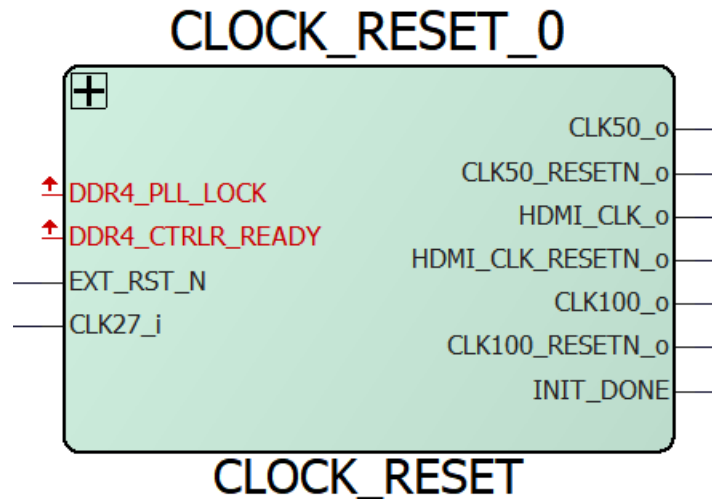 CLOCK_RESET_0
DDR4_PLL_LOCK
DDR4_CTRLR_READY
EXT_RST_N
CLK27_i
CLK50_o
CLK50_RESETN_o
HDMI_CLK_o
HDMI_CLK_RESETN_o
CLK100_o
CLK100_RESETN_o
INIT_DONE
CLOCK_RESET